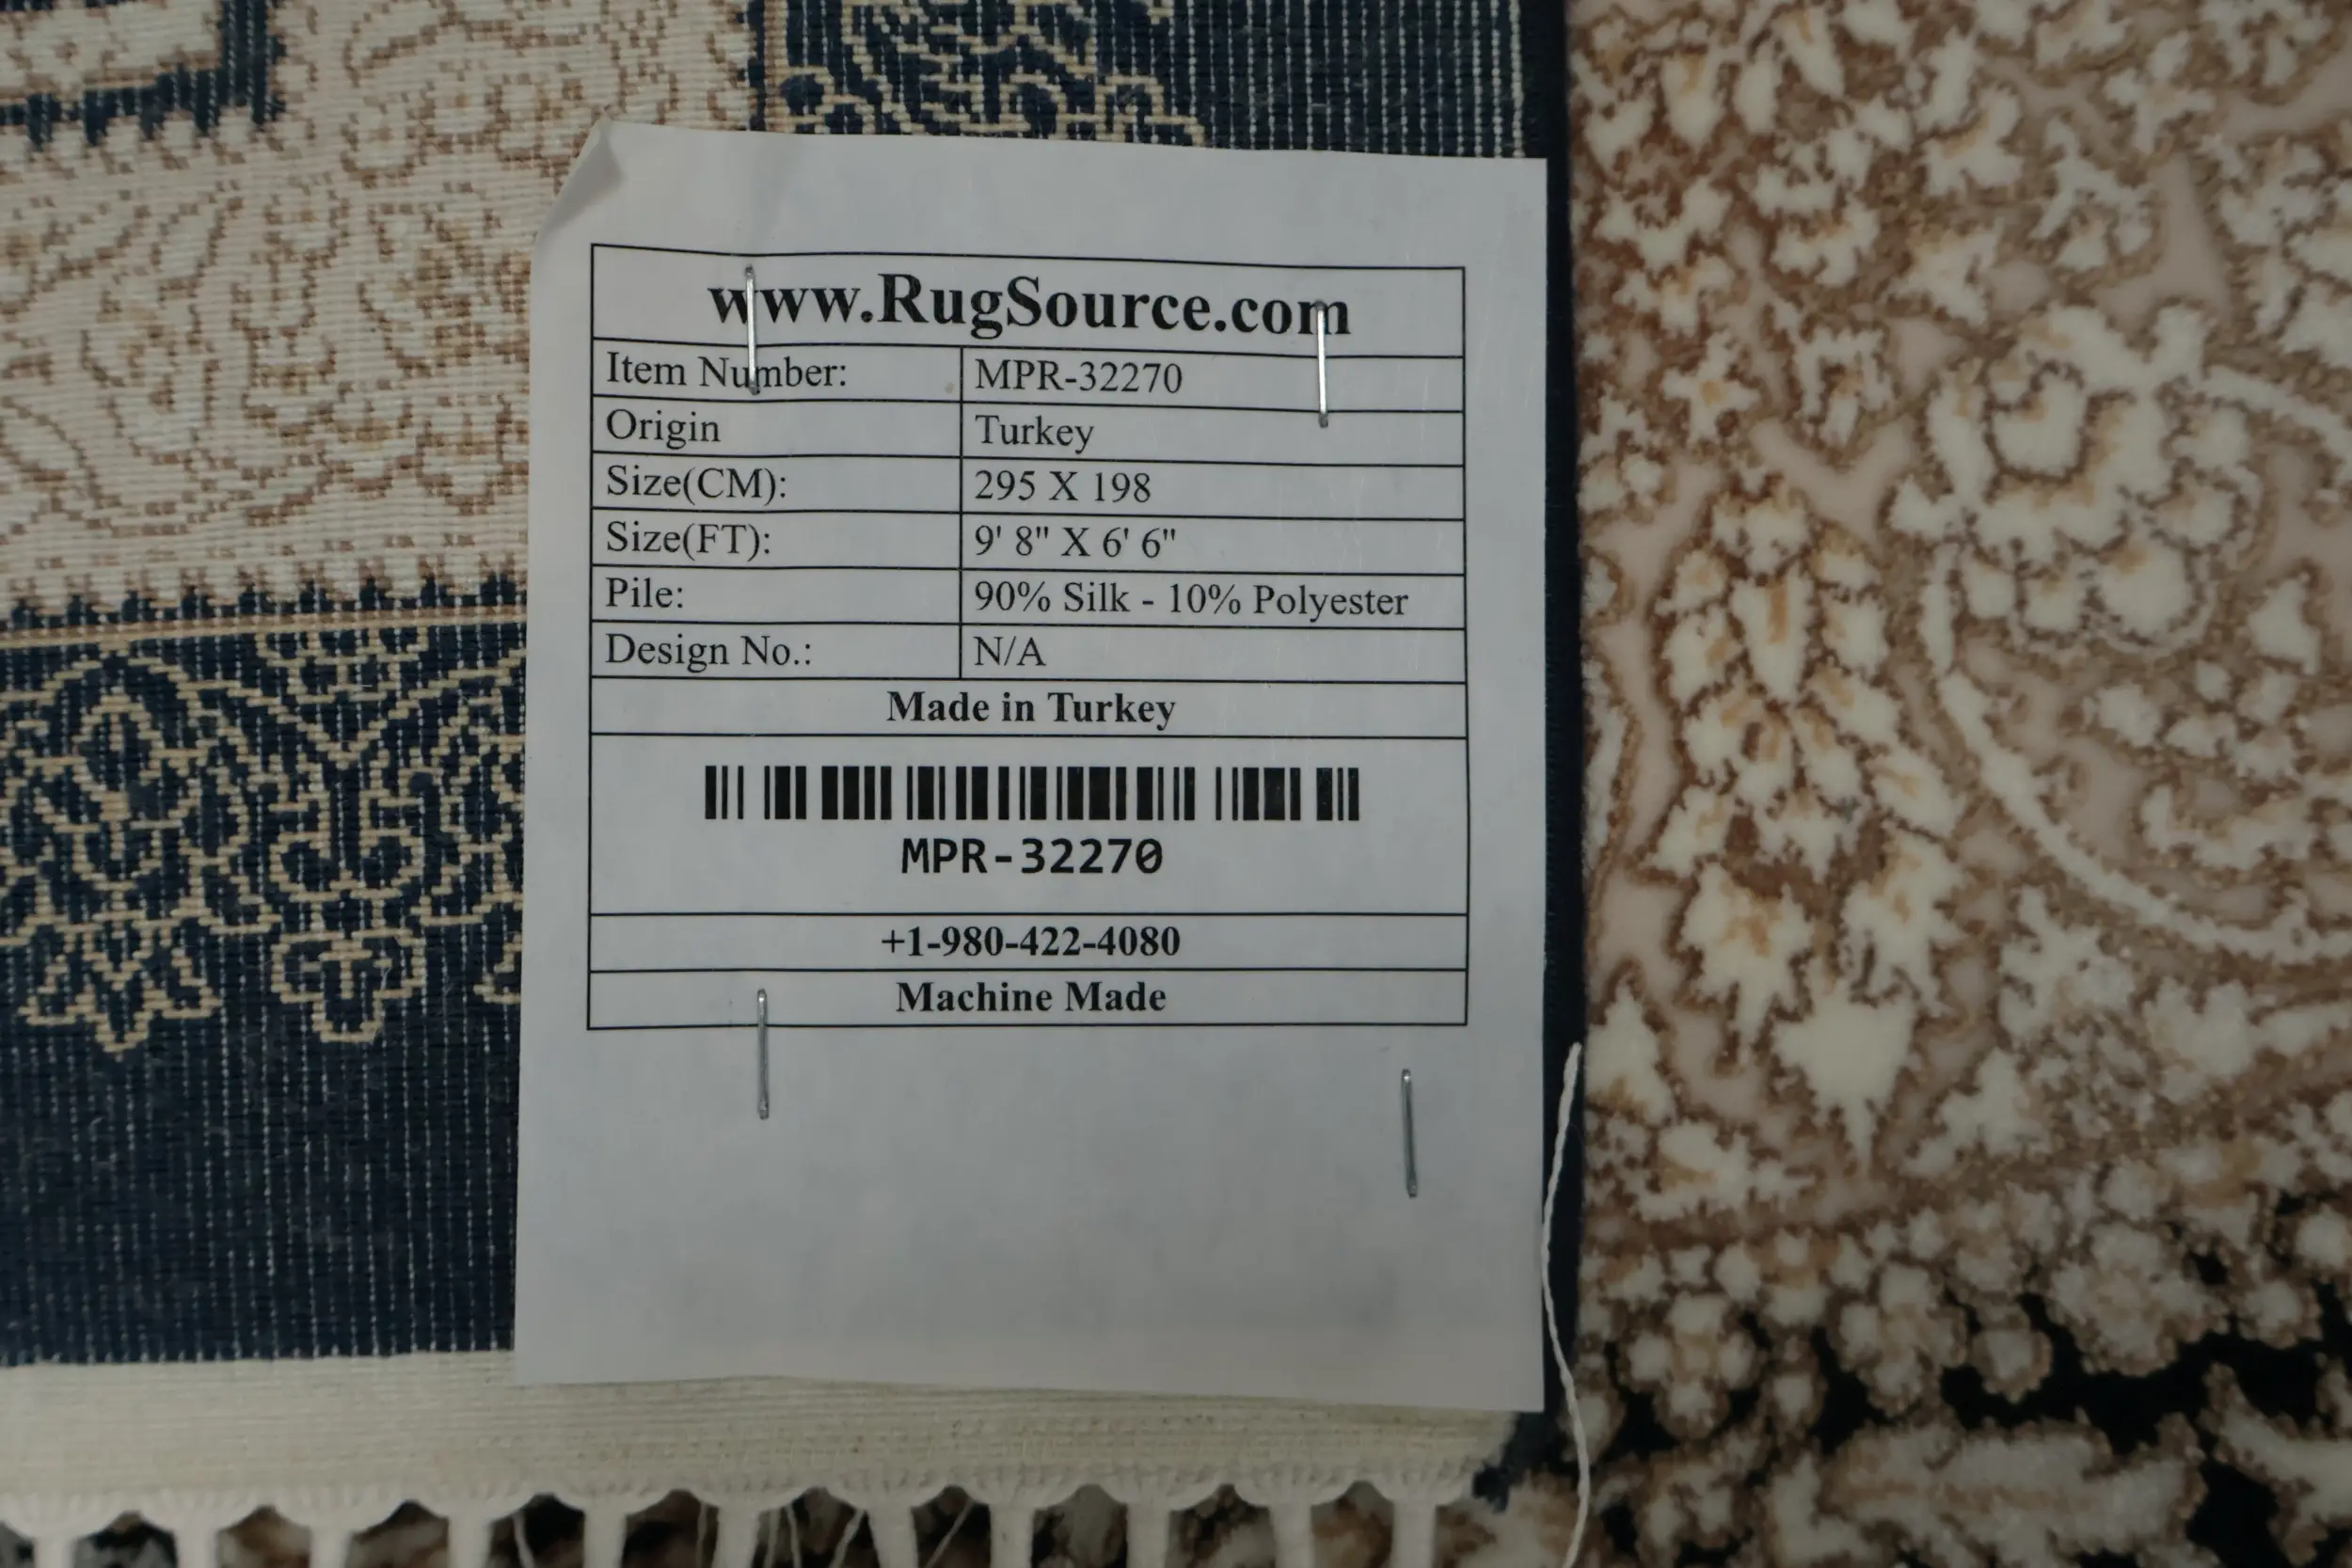 www.RugSource.com
Item Number: MPR-32270
Origin Turkey
Size(CM): 295 X 198
Size(FT): 9' 8" X 6' 6"
Pile: 90% Silk - 10% Polyester
Design No.: N/A
Made in Turkey
MPR-32270
+1-980-422-4080
Machine Made